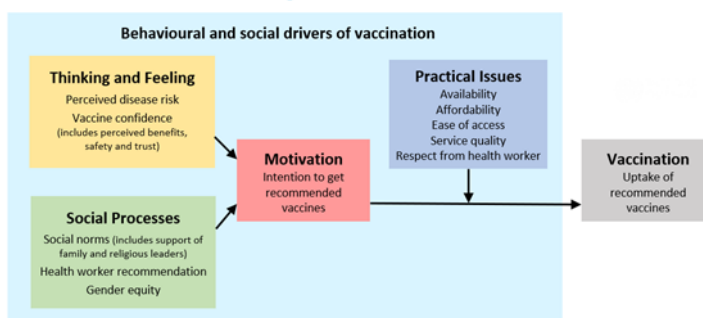 Behavioural and social drivers of vaccination
Thinking and Feeling
Perceived disease risk
Vaccine confidence
(includes perceived benefits,
safety and trust)
Social Processes
Social norms (includes support of
family and religious leaders)
Health worker recommendation
Gender equity
Motivation
Intention to get
recommended
vaccines
Practical Issues
Availability
Affordability
Ease of access
Service quality
Respect from health worker
Vaccination
Uptake of
recommended
vaccines